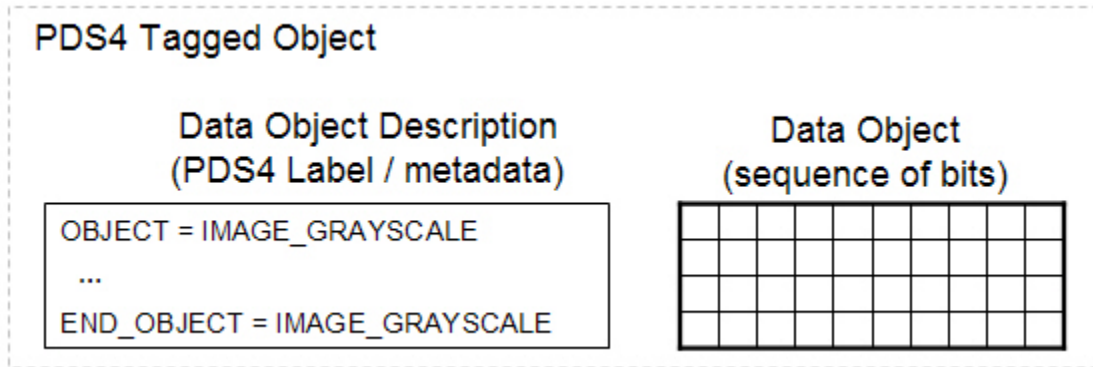 PDS4 Tagged Object
Data Object Description
(PDS4 Label / metadata)
OBJECT = IMAGE_GRAYSCALE
...
END_OBJECT = IMAGE_GRAYSCALE
Data Object
(sequence of bits)